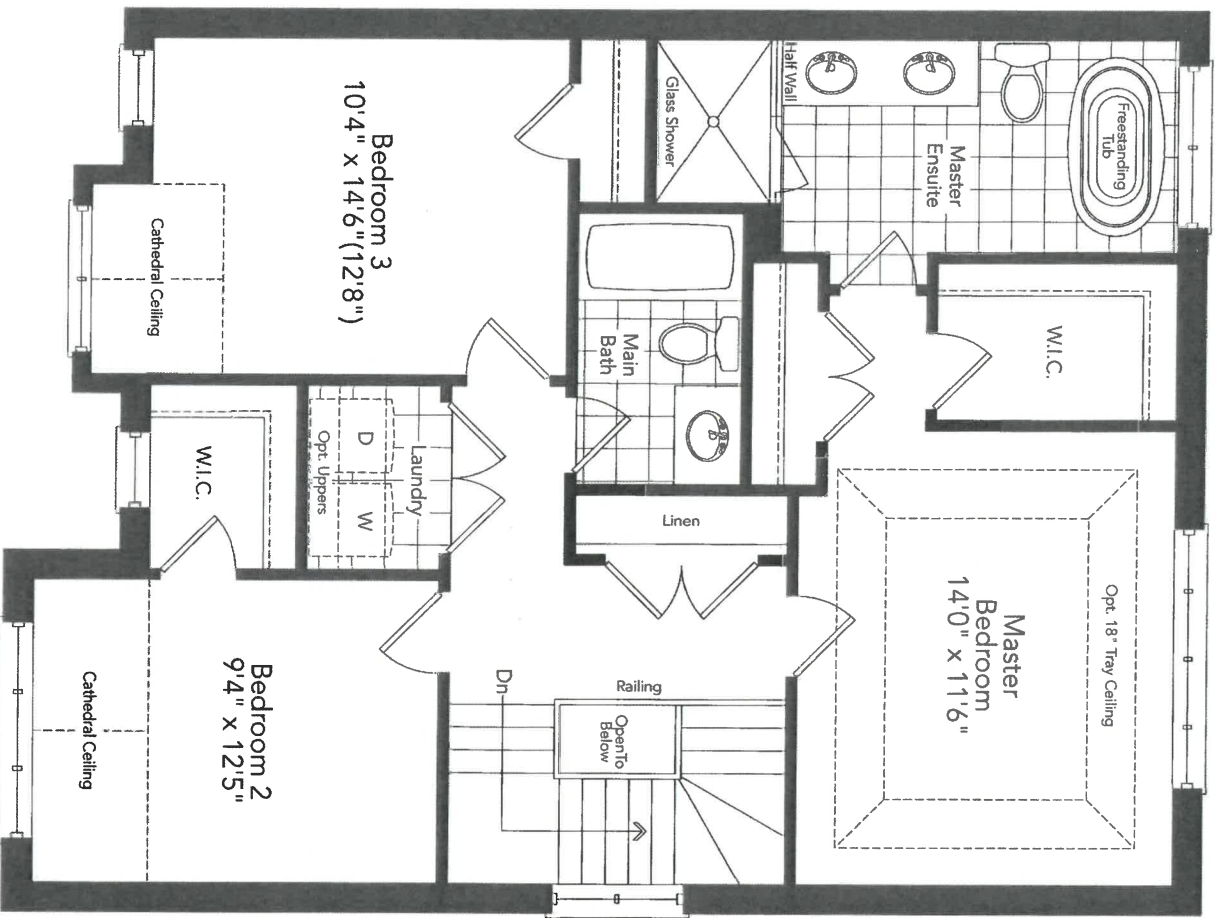 Freestanding
Tub
Half Wall
Glass Shower
Master
Ensuite
W.I.C.
Opt. 18" Tray Ceiling
Master
Bedroom
14'0" x 11'6"
Main
Bath
Linen
Railing
Open To
Below
Dn
Bedroom 3
10'4" x 14'6"(12'8")
Cathedral Ceiling
Laundry
D
W
Opt. Uppers
W.I.C.
Bedroom 2
9'4" x 12'5"
Cathedral Ceiling